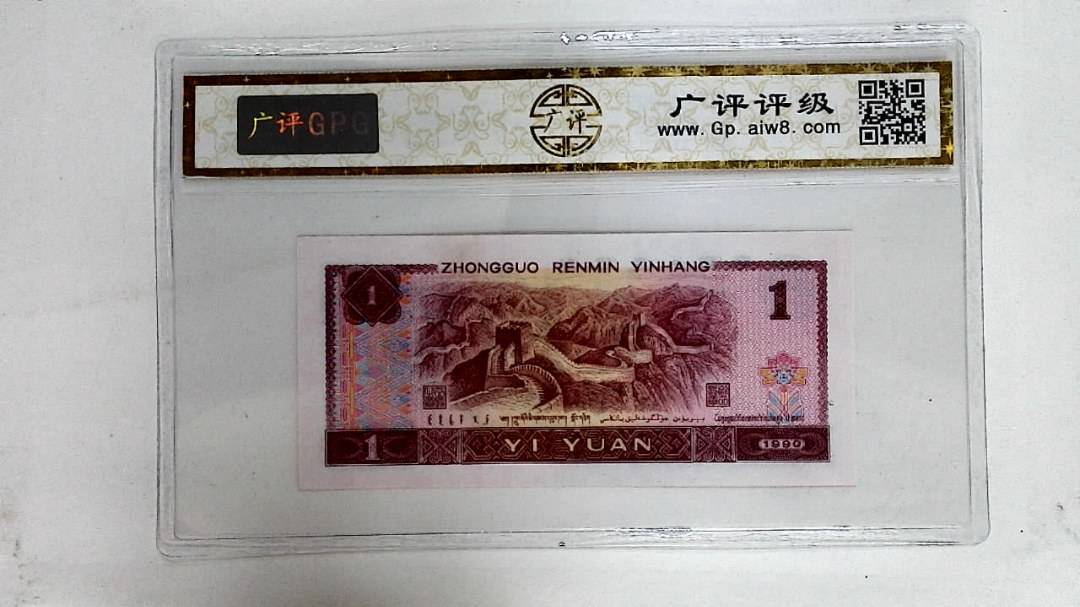 广评GPG
广评
广评评级
www. Gp. aiw8. com
ZHONGGUO RENMIN YINHANG
1
1
1
YI YUAN
1990